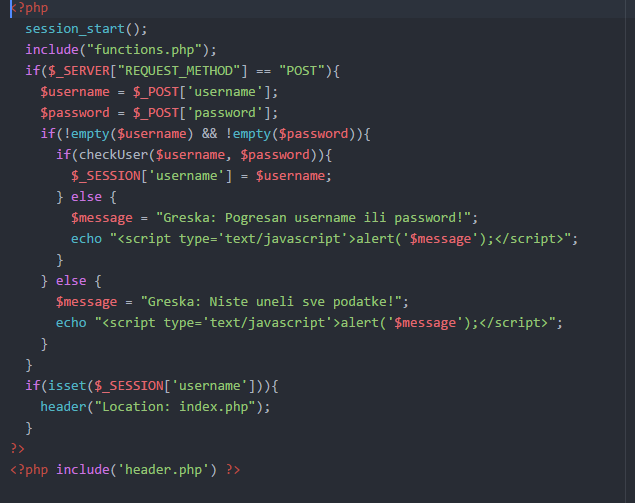 <?php
session_start();
include("functions.php");
if($_SERVER["REQUEST_METHOD"] == "POST"){
$username = $_POST['username'];
$password = $_POST['password'];
if(!empty($username) && !empty($password)){
if(checkUser($username, $password)){
$_SESSION['username'] = $username;
} else {
$message = "Greska: Pogresan username ili password!";
echo "<script type='text/javascript'>alert('$message');</script>";
}
} else {
$message = "Greska: Niste uneli sve podatke!";
echo "<script type='text/javascript'>alert('$message');</script>";
}
}
if(isset($_SESSION['username'])){
header("Location: index.php");
}
?>
<?php include('header.php') ?>